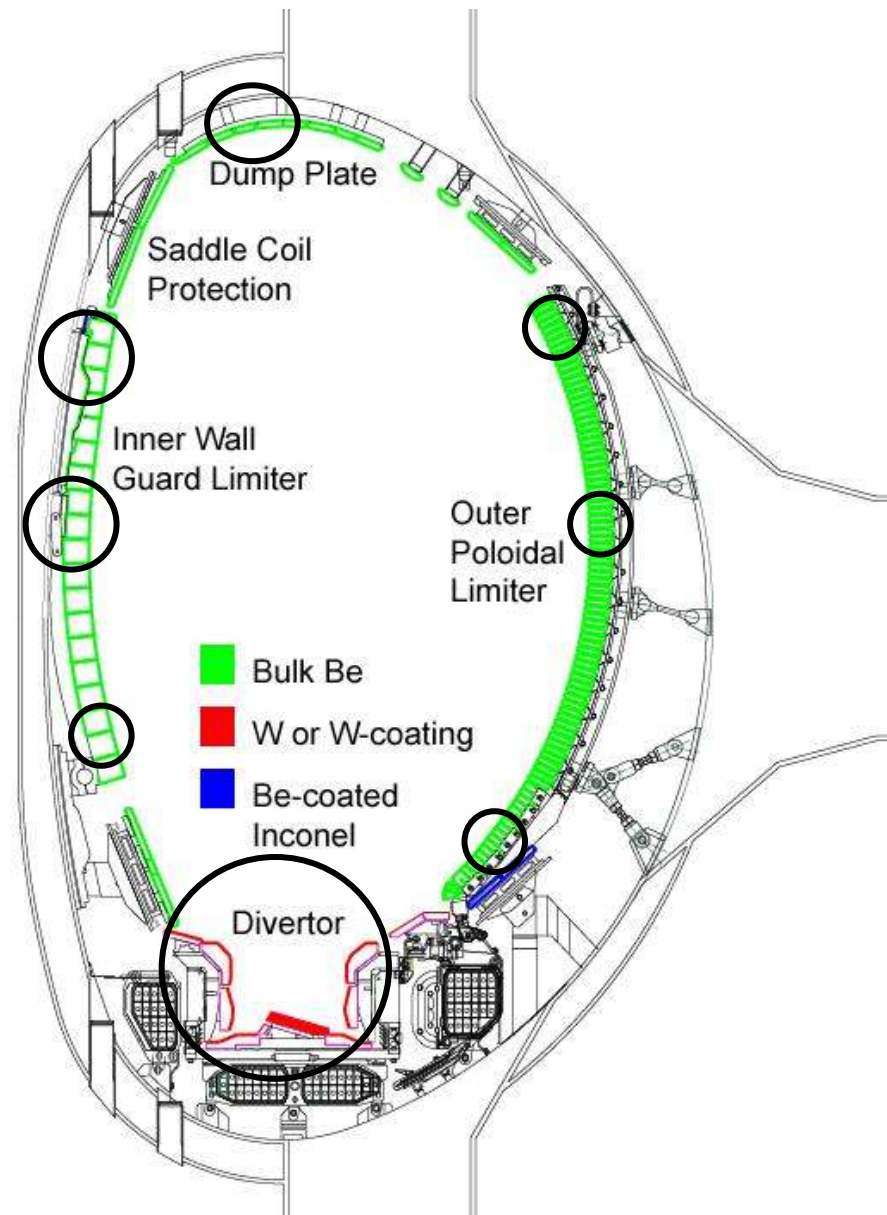 Dump Plate
Saddle Coil
Protection
Inner Wall
Guard Limiter
Outer
Poloidal
Limiter
Bulk Be
W or W-coating
Be-coated
Inconel
Divertor